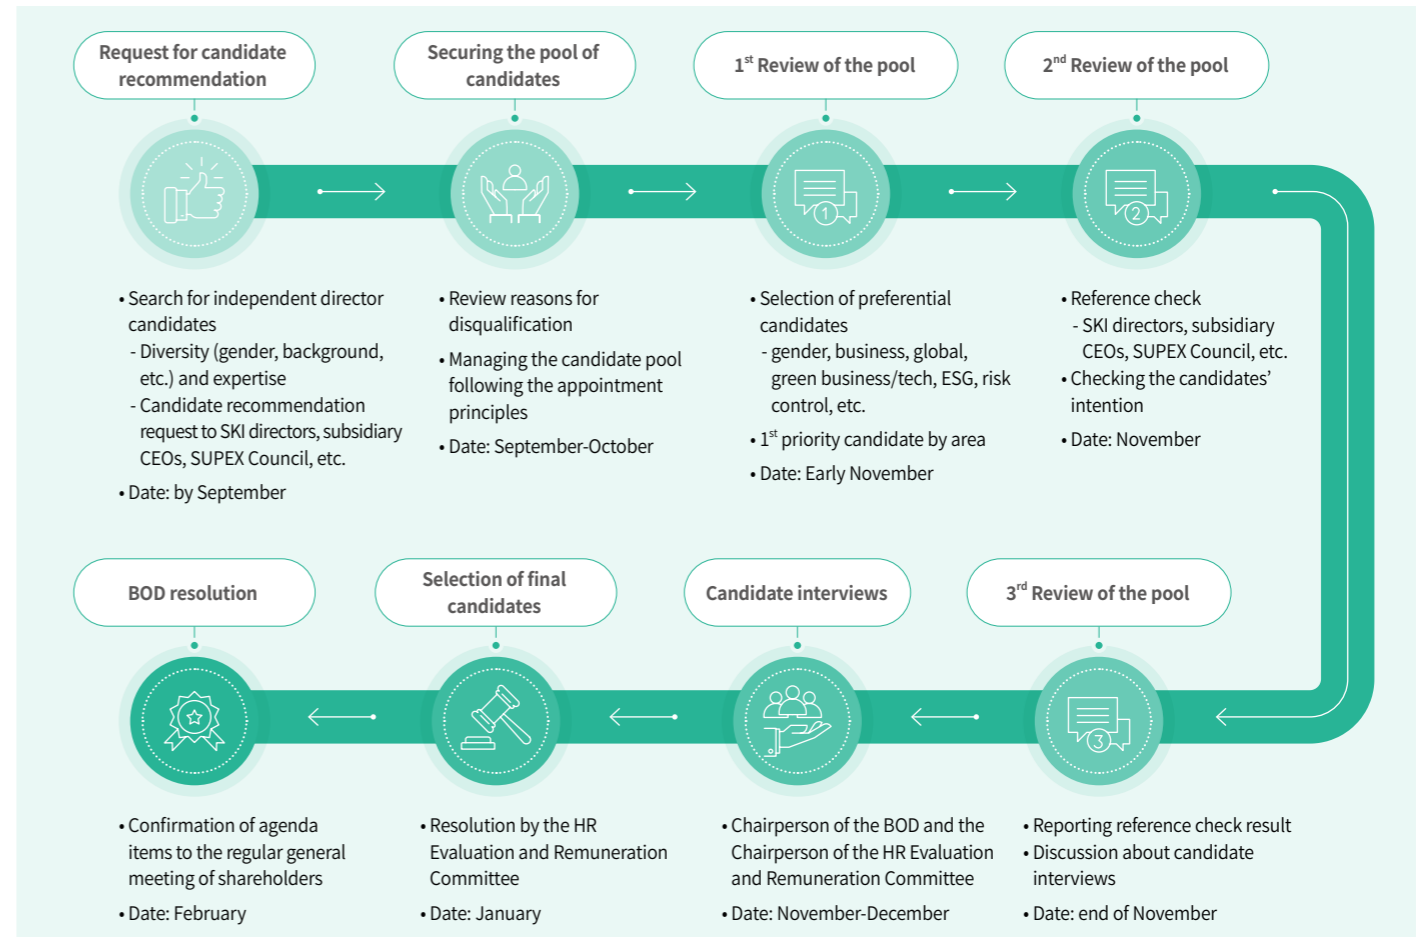 Request for candidate
recommendation
Securing the pool of
candidates
1st Review of the pool
2nd Review of the pool
1
2
• Search for independent director
candidates
- Diversity (gender, background,
etc.) and expertise
- Candidate recommendation
request to SKI directors, subsidiary
CEOs, SUPEX Council, etc.
• Date: by September
• Review reasons for
disqualification
• Managing the candidate pool
following the appointment
principles
• Date: September-October
• Selection of preferential
candidates
- gender, business, global,
green business/tech, ESG, risk
control, etc.
• 1st priority candidate by area
• Date: Early November
• Reference check
- SKI directors, subsidiary
CEOs, SUPEX Council, etc.
• Checking the candidates’
intention
• Date: November
BOD resolution
Selection of final
candidates
Candidate interviews
3rd Review of the pool
3
• Confirmation of agenda
items to the regular general
meeting of shareholders
• Date: February
• Resolution by the HR
Evaluation and Remuneration
Committee
• Date: January
• Chairperson of the BOD and the
Chairperson of the HR Evaluation
and Remuneration Committee
• Date: November-December
• Reporting reference check result
• Discussion about candidate
interviews
• Date: end of November